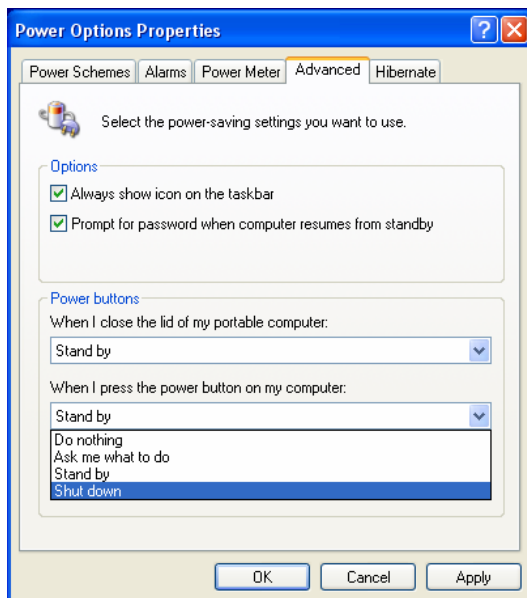 Power Options Properties
Power Schemes Alarms Power Meter Advanced Hibernate
Select the power-saving settings you want to use.
Options
Always show icon on the taskbar
Prompt for password when computer resumes from standby
Power buttons
When I close the lid of my portable computer:
Stand by
When I press the power button on my computer:
Stand by
Do nothing
Ask me what to do
Stand by
Shut down
OK Cancel Apply